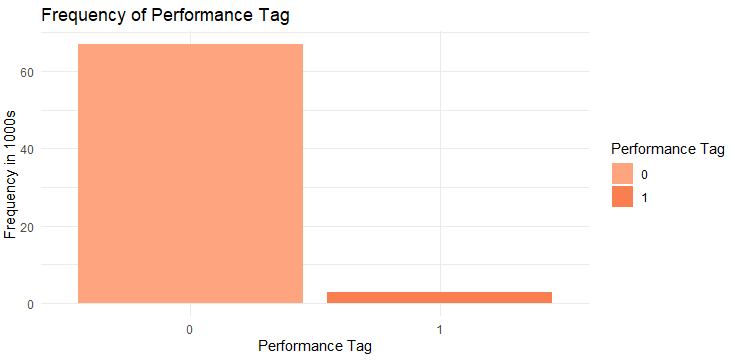 Frequency of Performance Tag
Frequency in 1000s
60
40
20
0
0
1
Performance Tag
Performance Tag
0
1